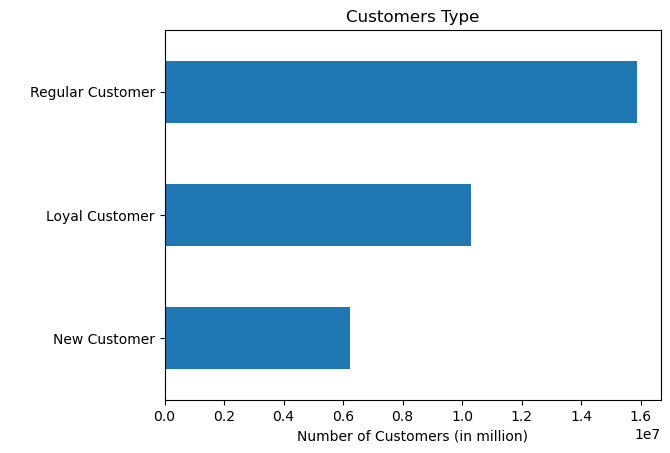 Customers Type
Regular Customer
Loyal Customer
New Customer
0.0 0.2 0.4 0.6 0.8 1.0 1.2 1.4 1.6
1e7
Number of Customers (in million)